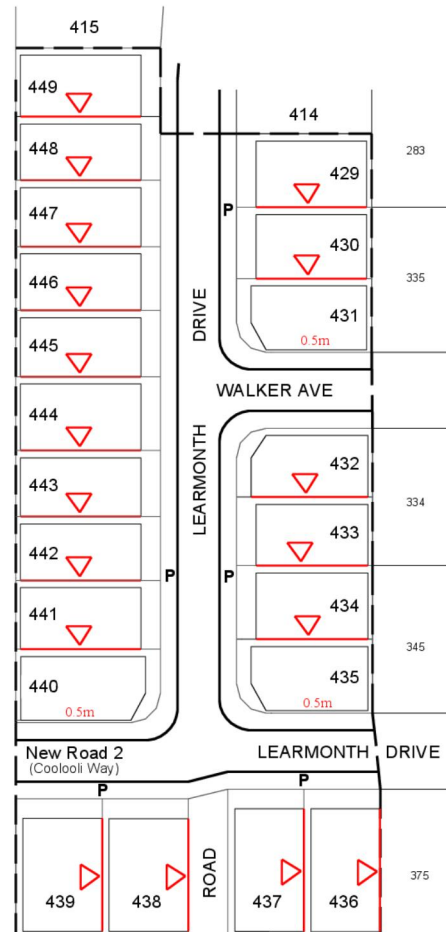 415
449
414
448
429
283
P
447
430
446
335
DRIVE
431
445
0.5m
WALKER AVE
444
432
443
LEARMONTH
334
433
442
P
P
434
441
345
440
435
0.5m
0.5m
New Road 2
LEARMONTH DRIVE
(Coolooli Way)
P
P
ROAD
375
439
438
437
436